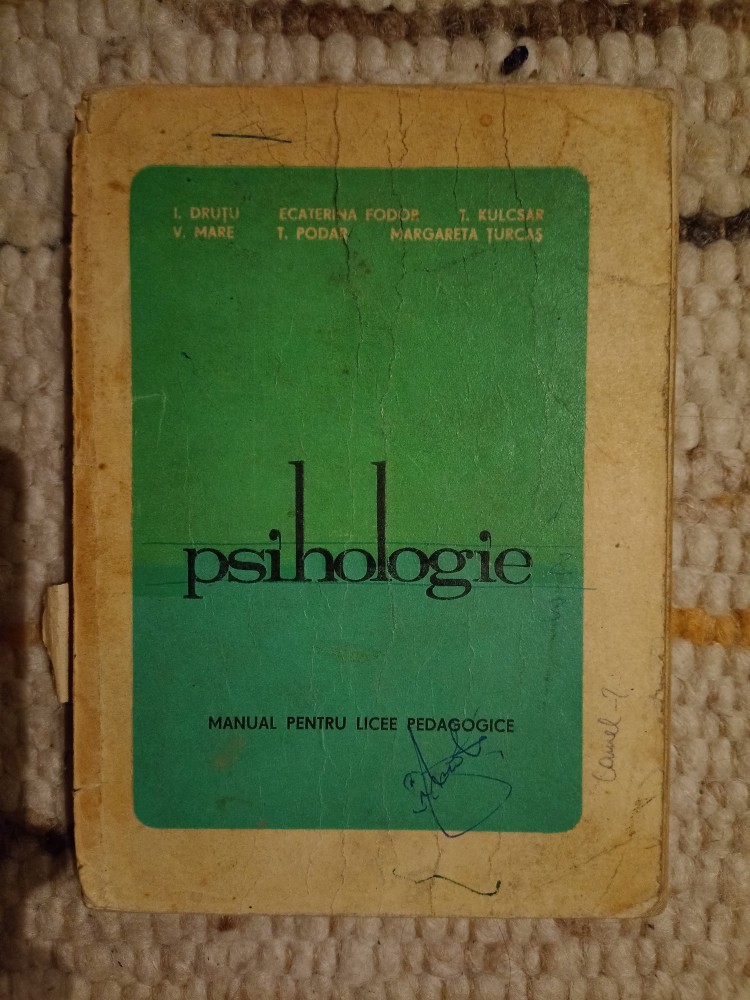 I. DRUȚU ECATERINA FODOR T. KULCSAR
V. MARE T. PODAR MARGARETA ȚURCAȘ
psihologie
MANUAL PENTRU LICEE PEDAGOGICE